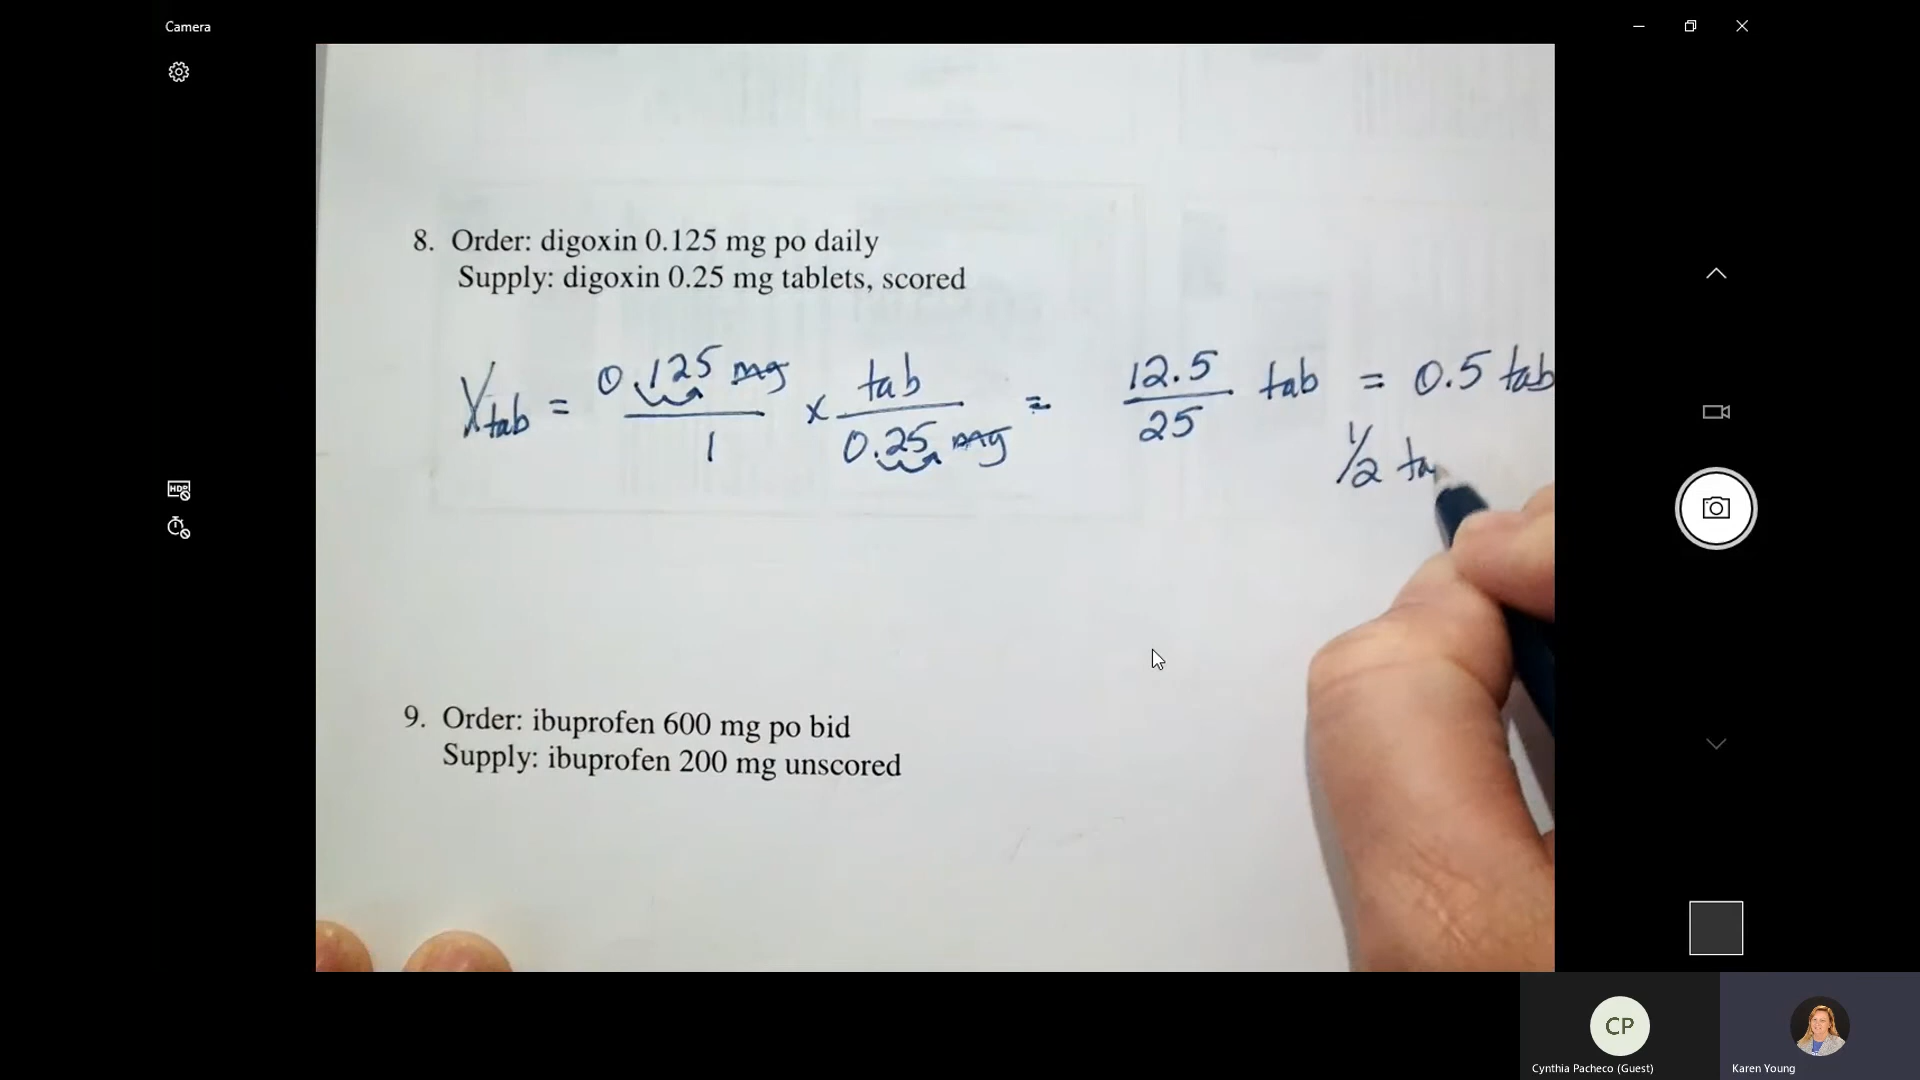 Camera
8. Order: digoxin 0.125 mg po daily
Supply: digoxin 0.25 mg tablets, scored
X tab = 0.125 mg / 1 x tab / 0.25 mg = 12.5 / 25 tab = 0.5 tab
1/2 ta
9. Order: ibuprofen 600 mg po bid
Supply: ibuprofen 200 mg unscored
CP
Cynthia Pacheco (Guest)
Karen Young